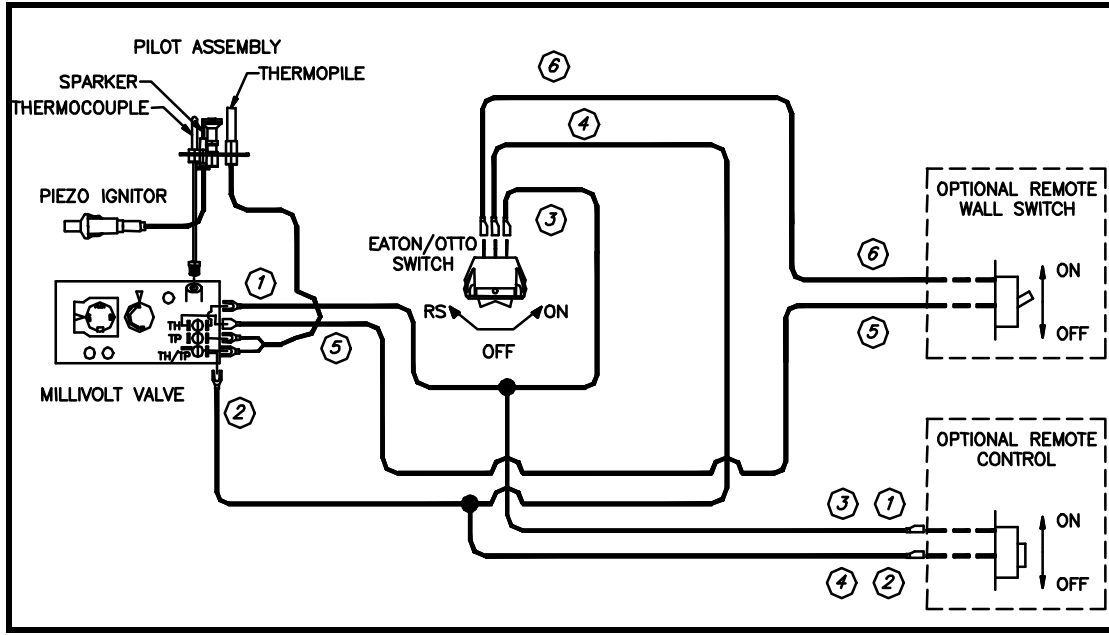 PILOT ASSEMBLY
SPARKER
THERMOPILE
THERMOCOUPLE
PIEZO IGNITOR
6
4
3
EATON/OTTO
SWITCH
RS
ON
OFF
1
TH
TP
TH/TP
5
MILLIVOLT VALVE
2
OPTIONAL REMOTE
WALL SWITCH
6
ON
5
OFF
OPTIONAL REMOTE
CONTROL
3 1
ON
4 2
OFF